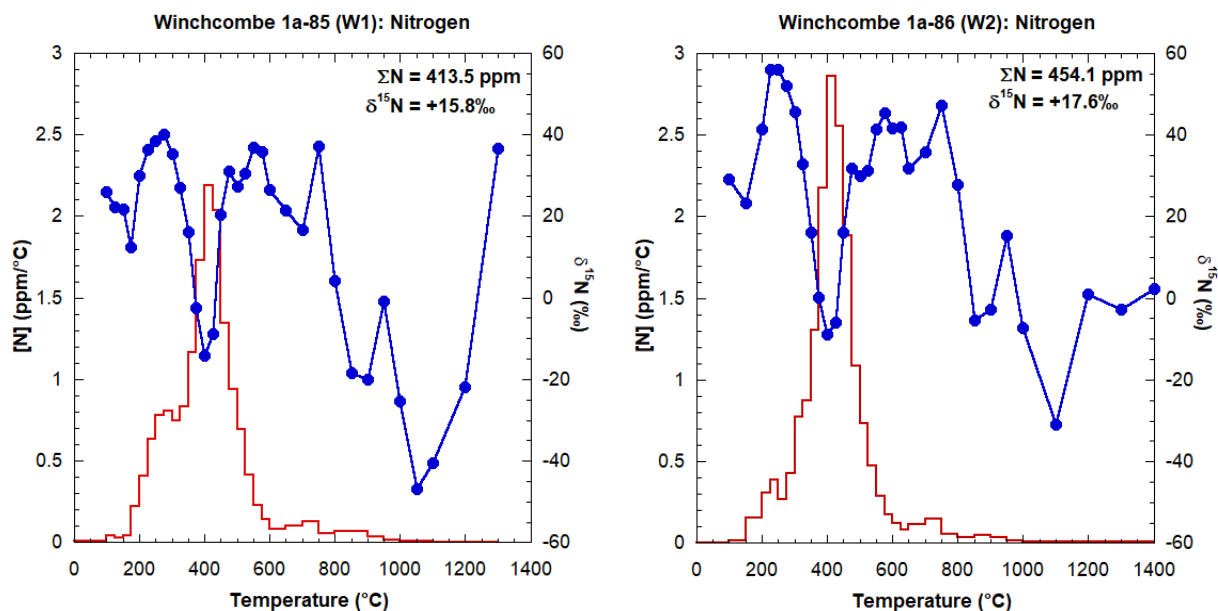 Winchcombe 1a-85 (W1): Nitrogen
ΣN = 413.5 ppm
δ¹⁵N = +15.8‰
[N] (ppm/°C)
3
2.5
2
1.5
1
0.5
0
60
40
20
0
-20
-40
-60
δ ¹⁵N (‰)
0 200 400 600 800 1000 1200 1400
Temperature (°C)
Winchcombe 1a-86 (W2): Nitrogen
ΣN = 454.1 ppm
δ¹⁵N = +17.6‰
[N] (ppm/°C)
3
2.5
2
1.5
1
0.5
0
60
40
20
0
-20
-40
-60
δ ¹⁵N (‰)
0 200 400 600 800 1000 1200 1400
Temperature (°C)